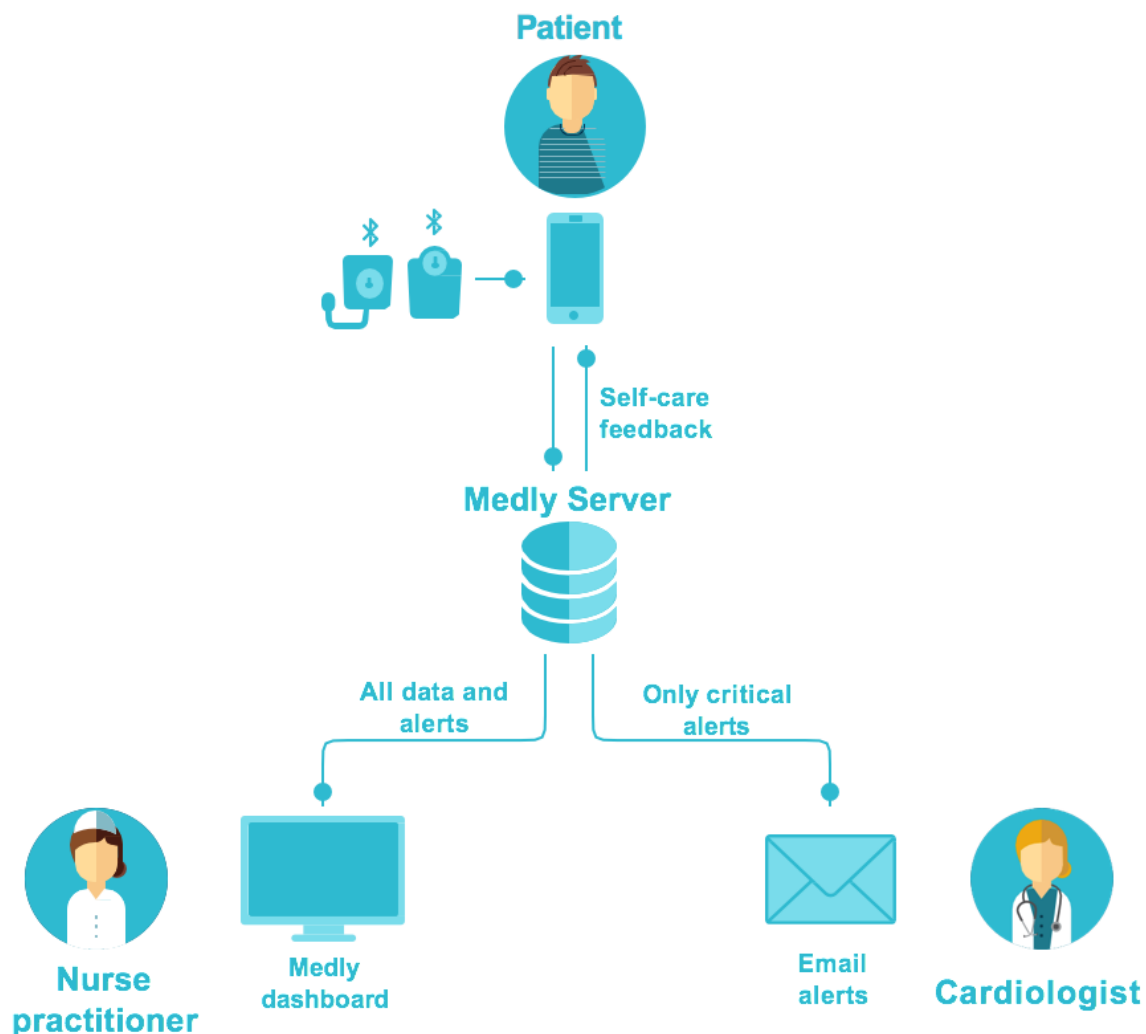 Patient
Self-care
feedback
Medly Server
All data and
alerts
Only critical
alerts
Nurse
practitioner
Medly
dashboard
Email
alerts
Cardiologist